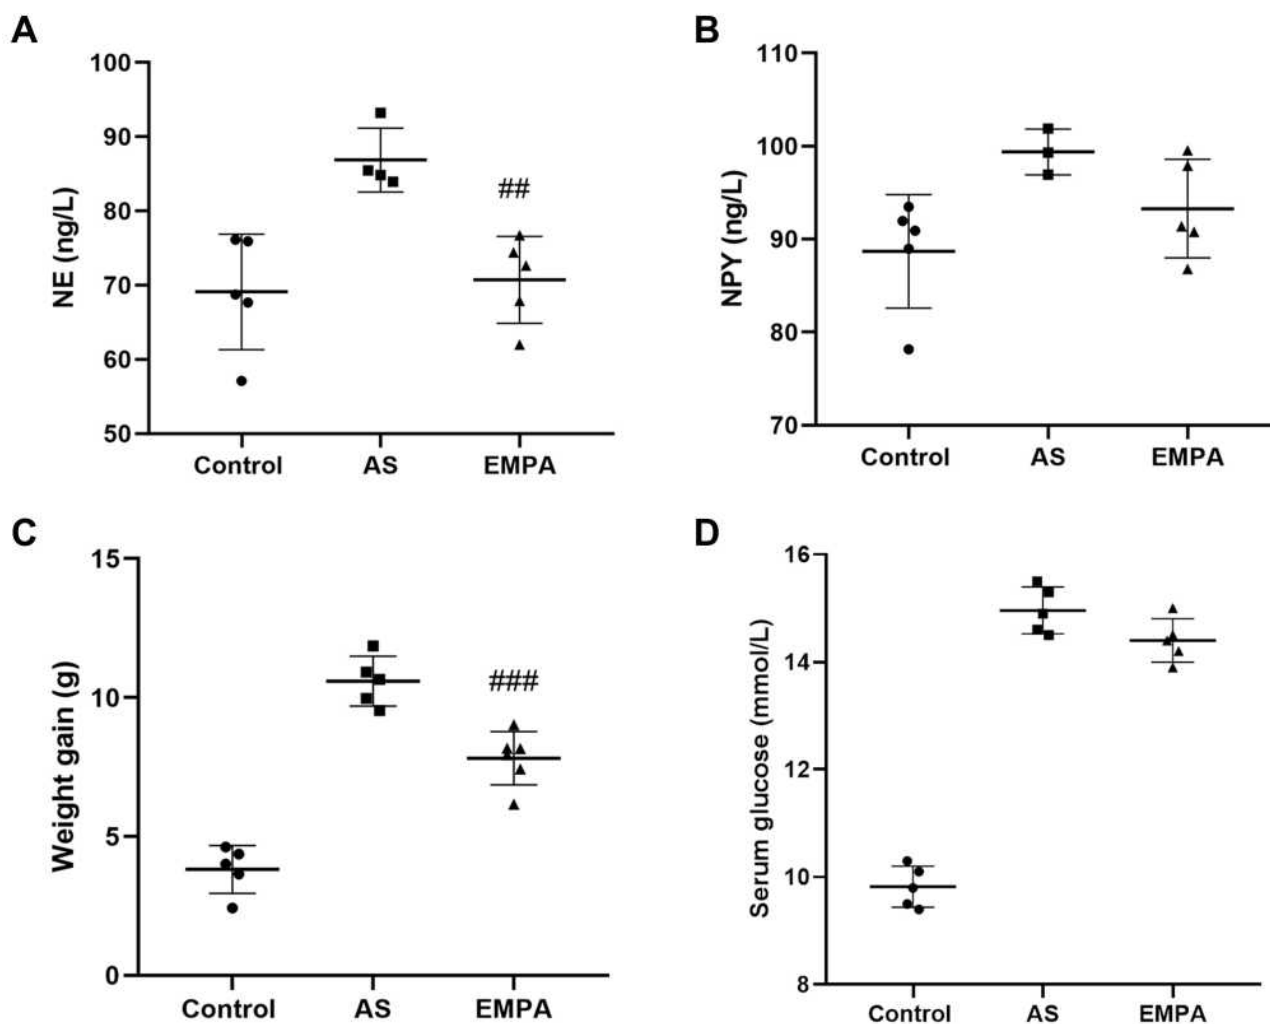 A
NE (ng/L)
100
90
80
70
60
50
##
Control AS EMPA
B
NPY (ng/L)
110
100
90
80
70
Control AS EMPA
C
Weight gain (g)
15
10
5
0
###
Control AS EMPA
D
Serum glucose (mmol/L)
16
14
12
10
8
Control AS EMPA